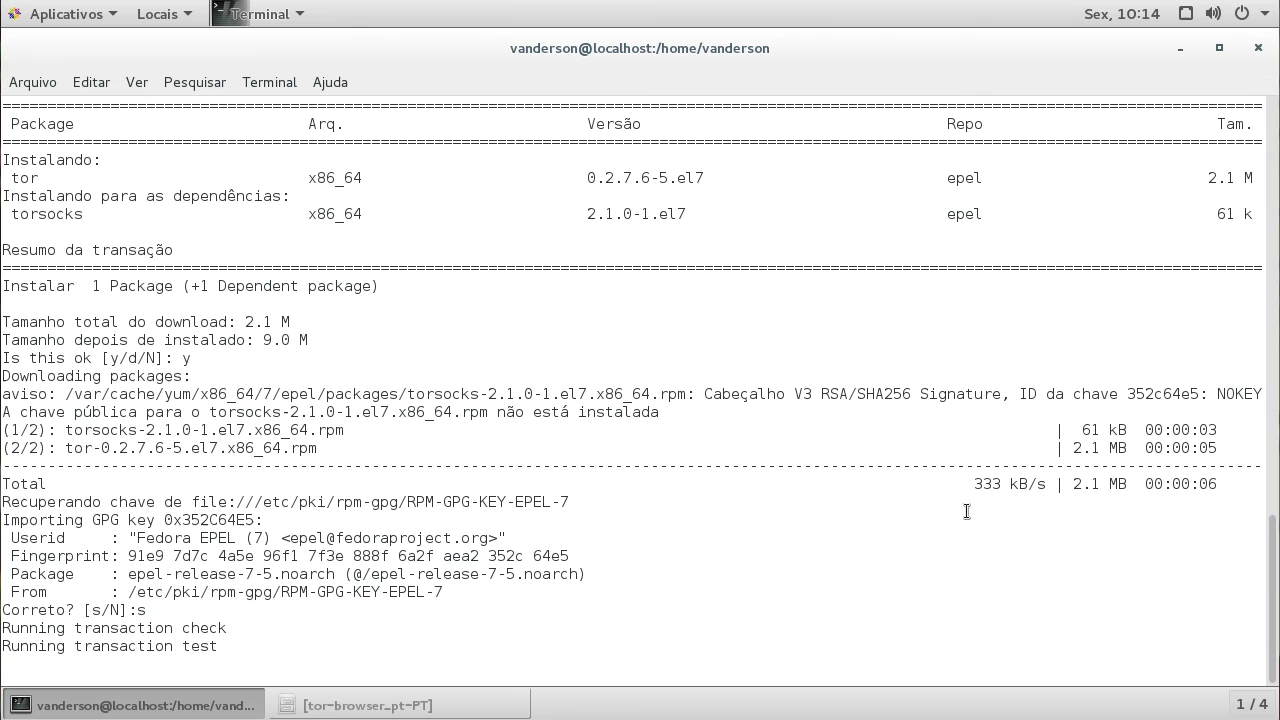 Aplicativos Locais Terminal Sex, 10:14
vanderson@localhost:/home/vanderson
Arquivo Editar Ver Pesquisar Terminal Ajuda
================================================================================
Package Arq. Versão Repo Tam.
================================================================================
Instalando:
tor x86_64 0.2.7.6-5.el7 epel 2.1 M
Instalando para as dependências:
torsocks x86_64 2.1.0-1.el7 epel 61 k
Resumo da transação
================================================================================
Instalar 1 Package (+1 Dependent package)
Tamanho total do download: 2.1 M
Tamanho depois de instalado: 9.0 M
Is this ok [y/d/N]: y
Downloading packages:
aviso: /var/cache/yum/x86_64/7/epel/packages/torsocks-2.1.0-1.el7.x86_64.rpm: Cabeçalho V3 RSA/SHA256 Signature, ID da chave 352c64e5: NOKEY
A chave pública para o torsocks-2.1.0-1.el7.x86_64.rpm não está instalada
(1/2): torsocks-2.1.0-1.el7.x86_64.rpm | 61 kB 00:00:03
(2/2): tor-0.2.7.6-5.el7.x86_64.rpm | 2.1 MB 00:00:05
--------------------------------------------------------------------------------
Total 333 kB/s | 2.1 MB 00:00:06
Recuperando chave de file:///etc/pki/rpm-gpg/RPM-GPG-KEY-EPEL-7
Importing GPG key 0x352C64E5:
Userid : "Fedora EPEL (7) <epel@fedoraproject.org>"
Fingerprint: 91e9 7d7c 4a5e 96f1 7f3e 888f 6a2f aea2 352c 64e5
Package : epel-release-7-5.noarch (@/epel-release-7-5.noarch)
From : /etc/pki/rpm-gpg/RPM-GPG-KEY-EPEL-7
Correto? [s/N]:s
Running transaction check
Running transaction test
vanderson@localhost:/home/vand... [tor-browser_pt-PT] 1 / 4